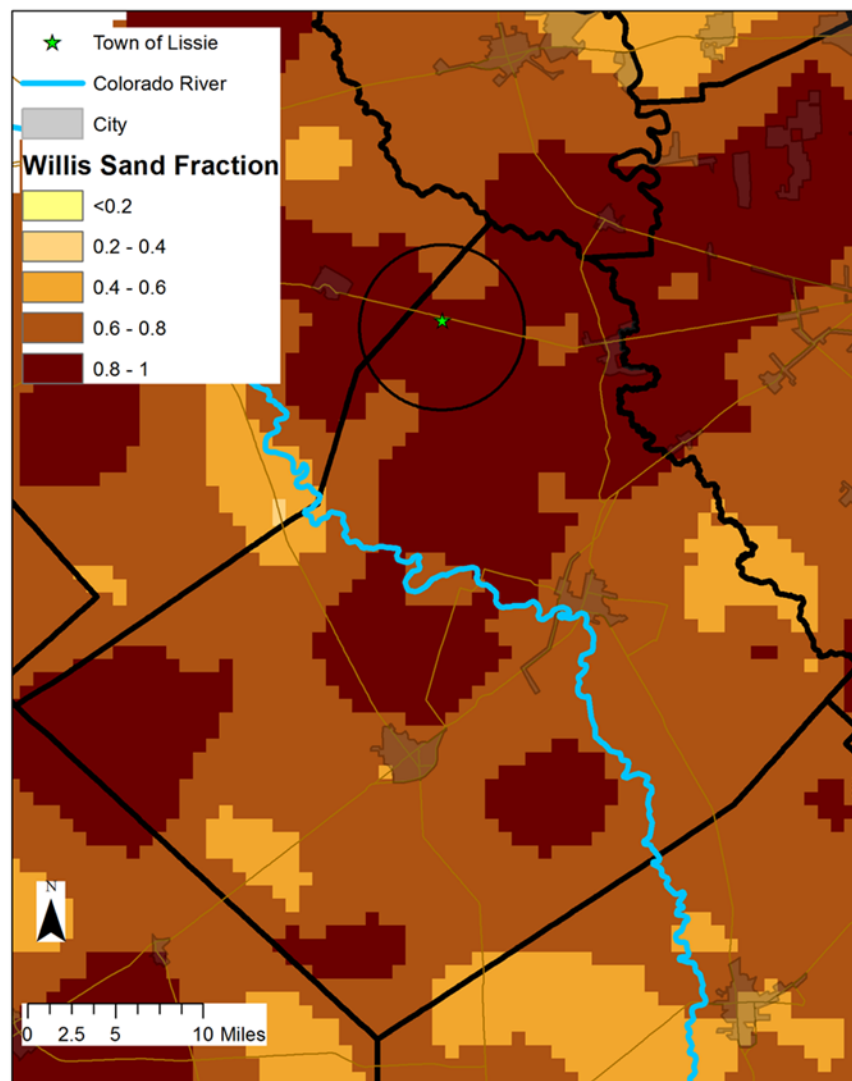 Town of Lissie
Colorado River
City
Willis Sand Fraction
<0.2
0.2 - 0.4
0.4 - 0.6
0.6 - 0.8
0.8 - 1
N
0 2.5 5 10 Miles